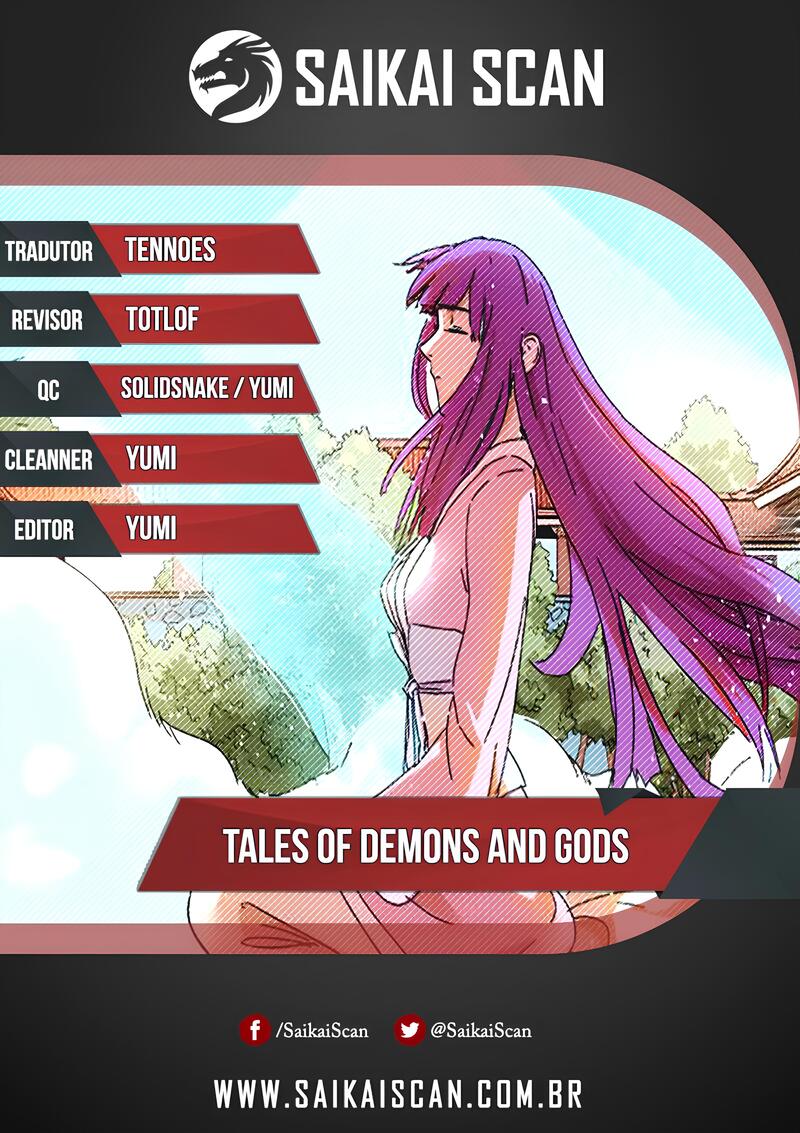 SAIKAI SCAN
TRADUTOR TENNOES
REVISOR TOTLOF
QC SOLIDSNAKE / YUMI
CLEANNER YUMI
EDITOR YUMI
TALES OF DEMONS AND GODS
/SaikaiScan @SaikaiScan
WWW.SAIKAISCAN.COM.BR